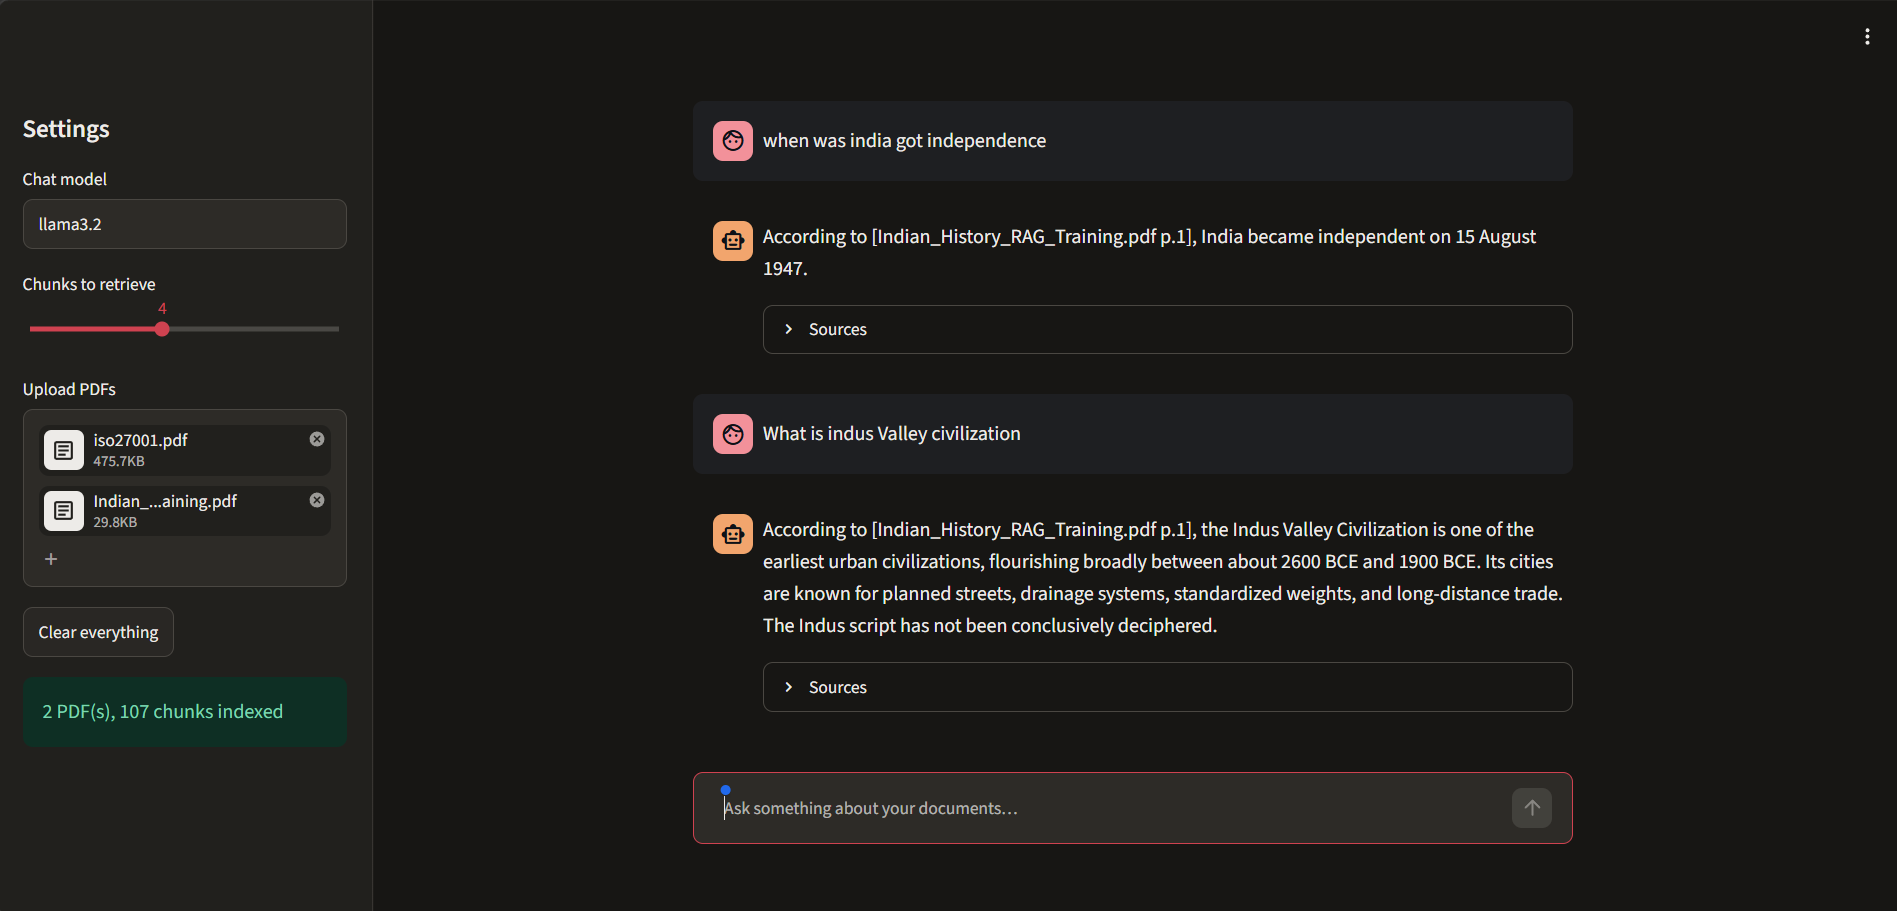 Settings
Chat model
llama3.2
Chunks to retrieve
4
Upload PDFs
iso27001.pdf
475.7KB
Indian_...aining.pdf
29.8KB
Clear everything
2 PDF(s), 107 chunks indexed
when was india got independence
According to [Indian_History_RAG_Training.pdf p.1], India became independent on 15 August
1947.
Sources
What is indus Valley civilization
According to [Indian_History_RAG_Training.pdf p.1], the Indus Valley Civilization is one of the
earliest urban civilizations, flourishing broadly between about 2600 BCE and 1900 BCE. Its cities
are known for planned streets, drainage systems, standardized weights, and long-distance trade.
The Indus script has not been conclusively deciphered.
Sources
Ask something about your documents...